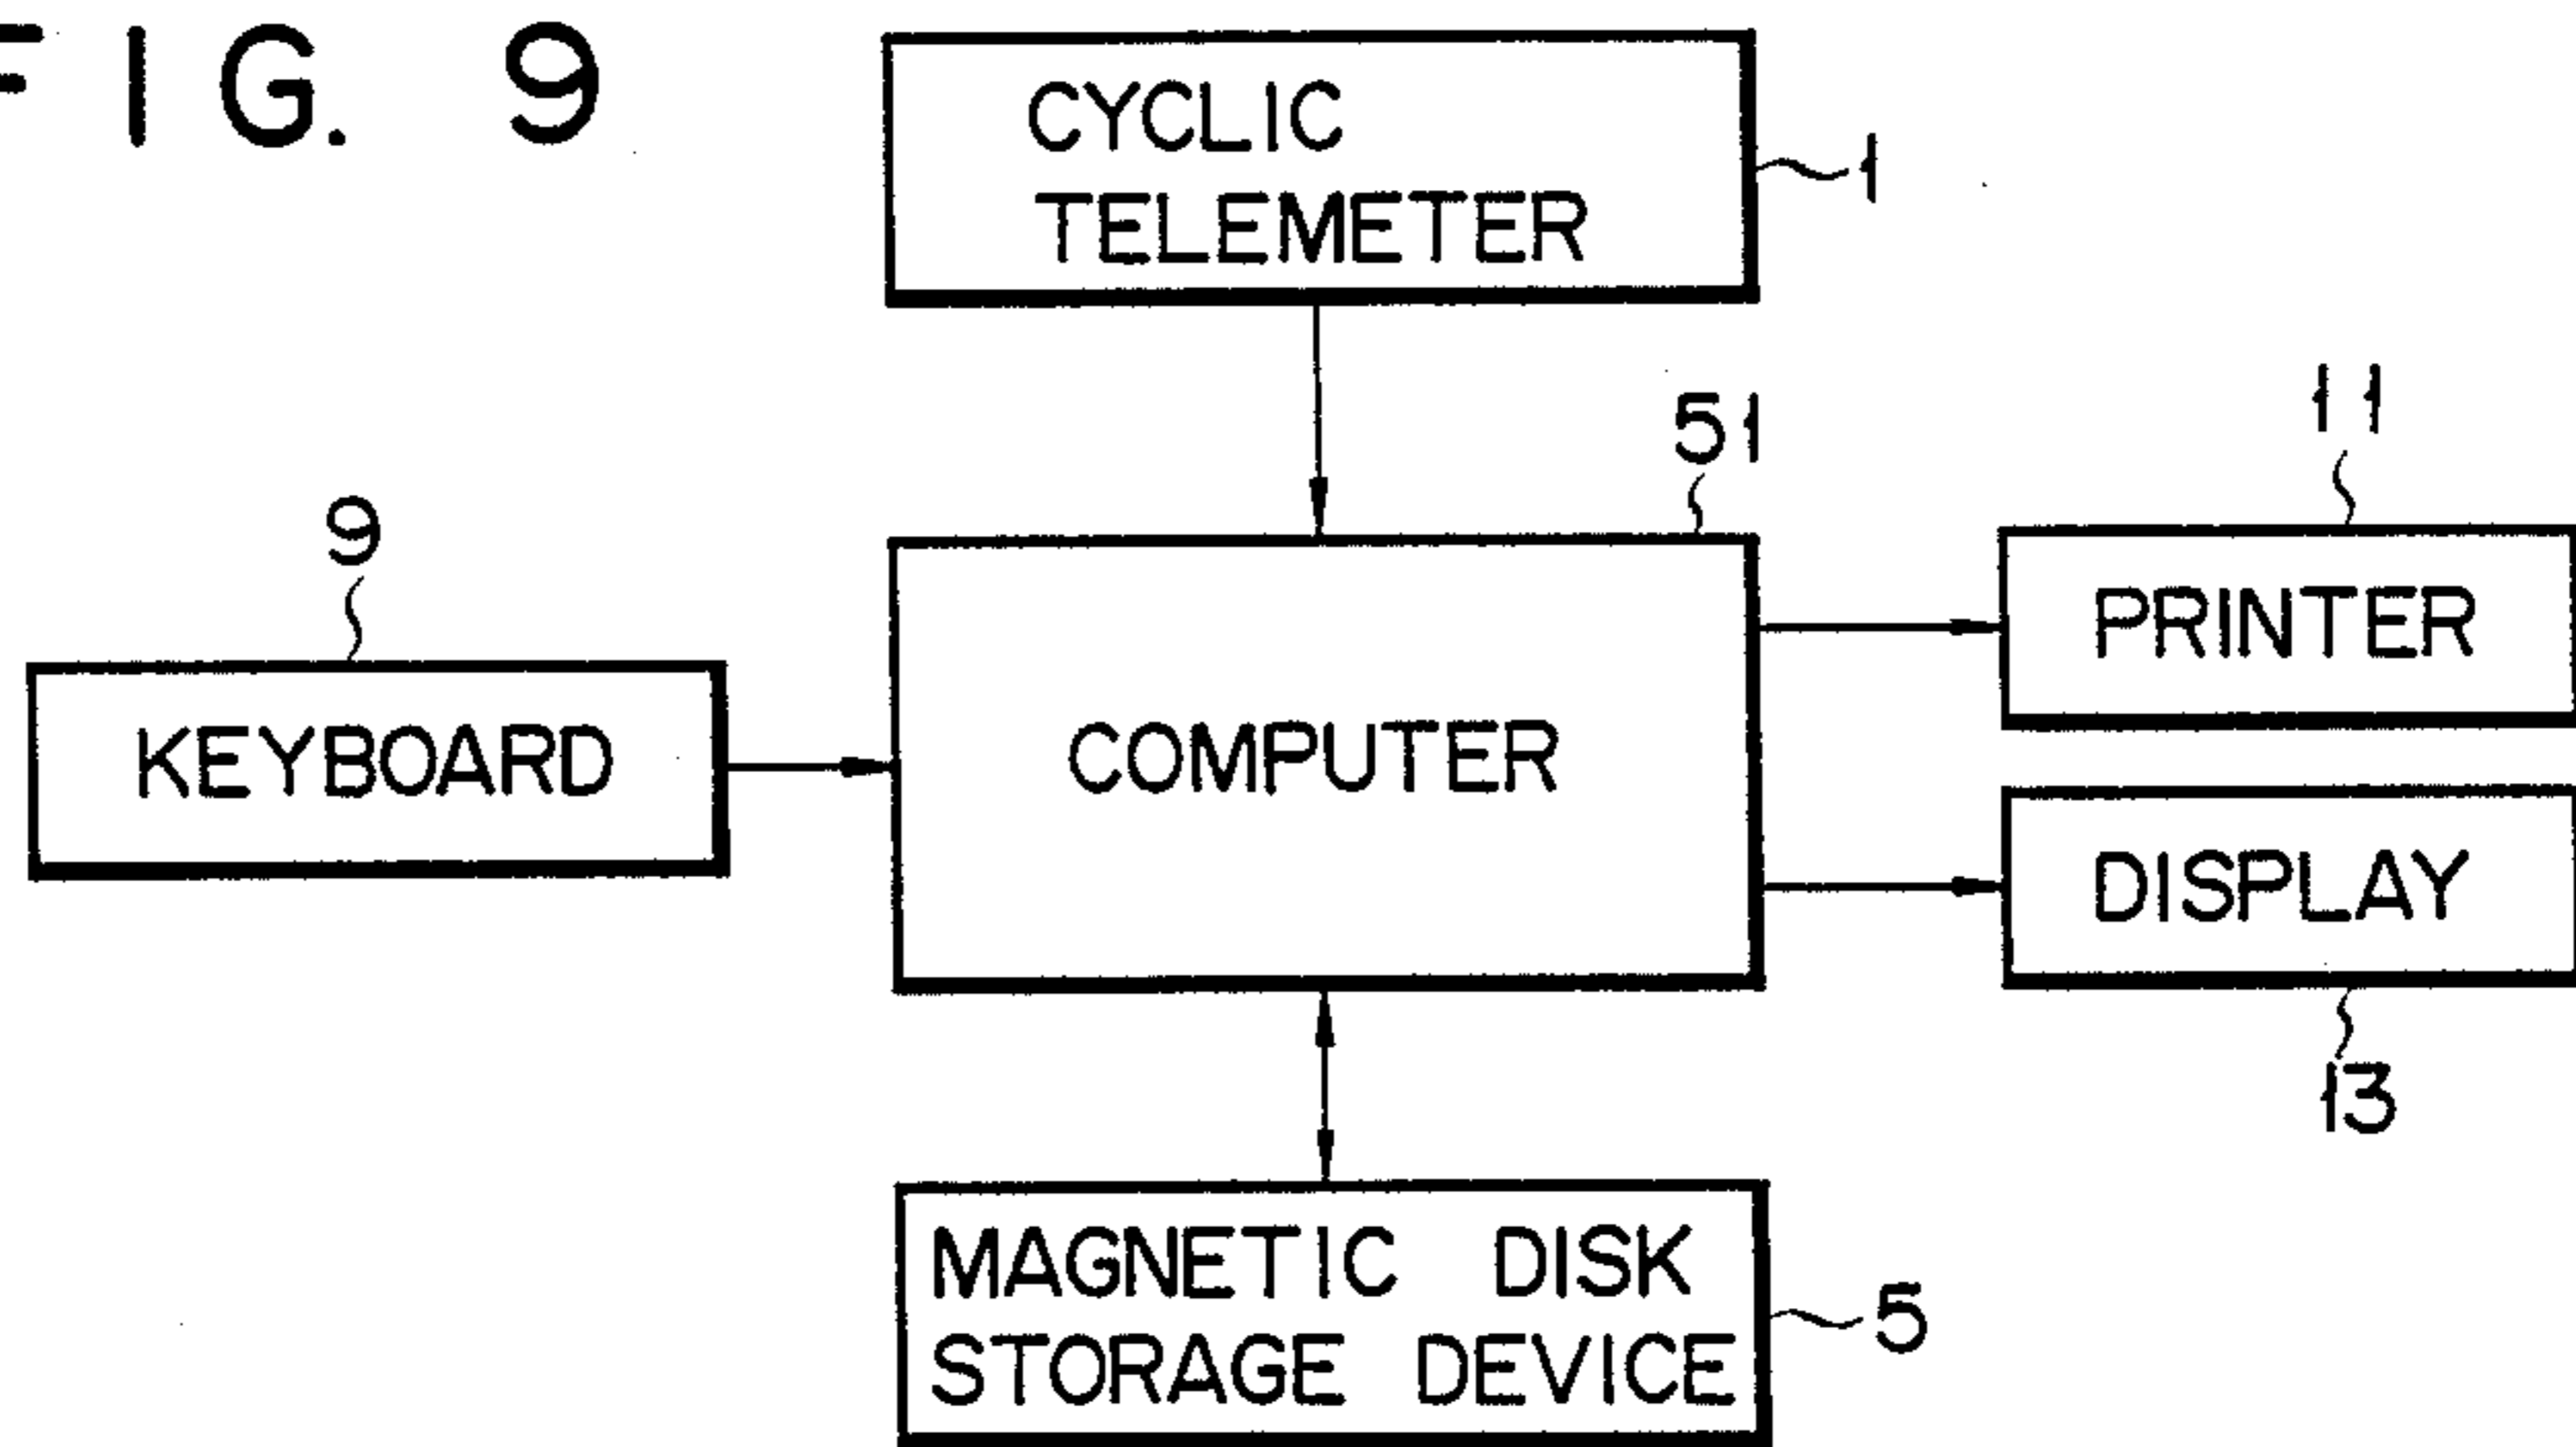 FIG. 9
CYCLIC
TELEMETER
1
51
11
9
PRINTER
KEYBOARD
COMPUTER
DISPLAY
13
MAGNETIC DISK
STORAGE DEVICE
5